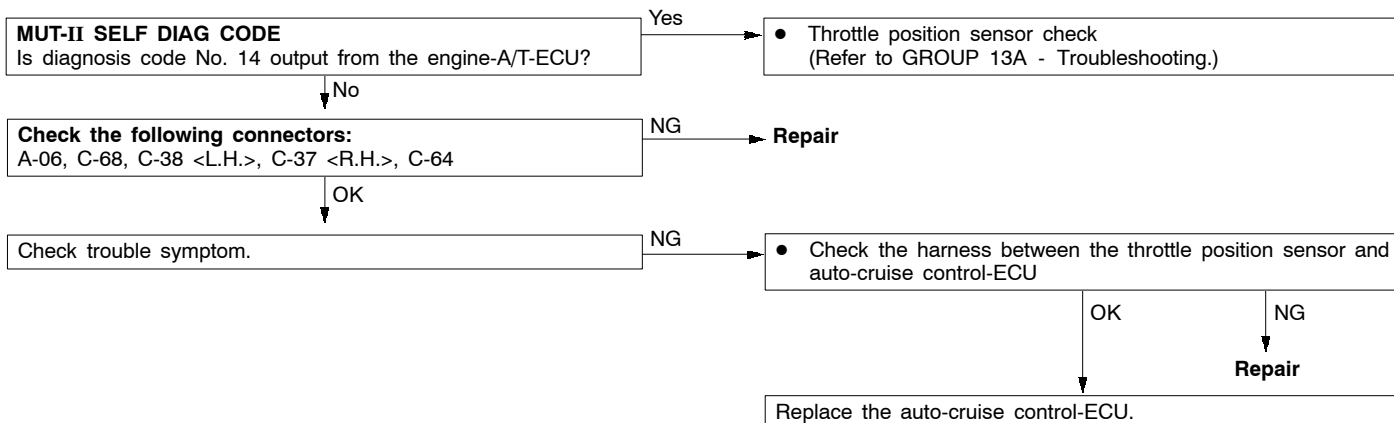 MUT-II SELF DIAG CODE
Is diagnosis code No. 14 output from the engine-A/T-ECU?
Yes
● Throttle position sensor check
(Refer to GROUP 13A - Troubleshooting.)
No
Check the following connectors:
A-06, C-68, C-38 <L.H.>, C-37 <R.H.>, C-64
NG
Repair
OK
Check trouble symptom.
NG
● Check the harness between the throttle position sensor and
auto-cruise control-ECU
OK
NG
Repair
Replace the auto-cruise control-ECU.